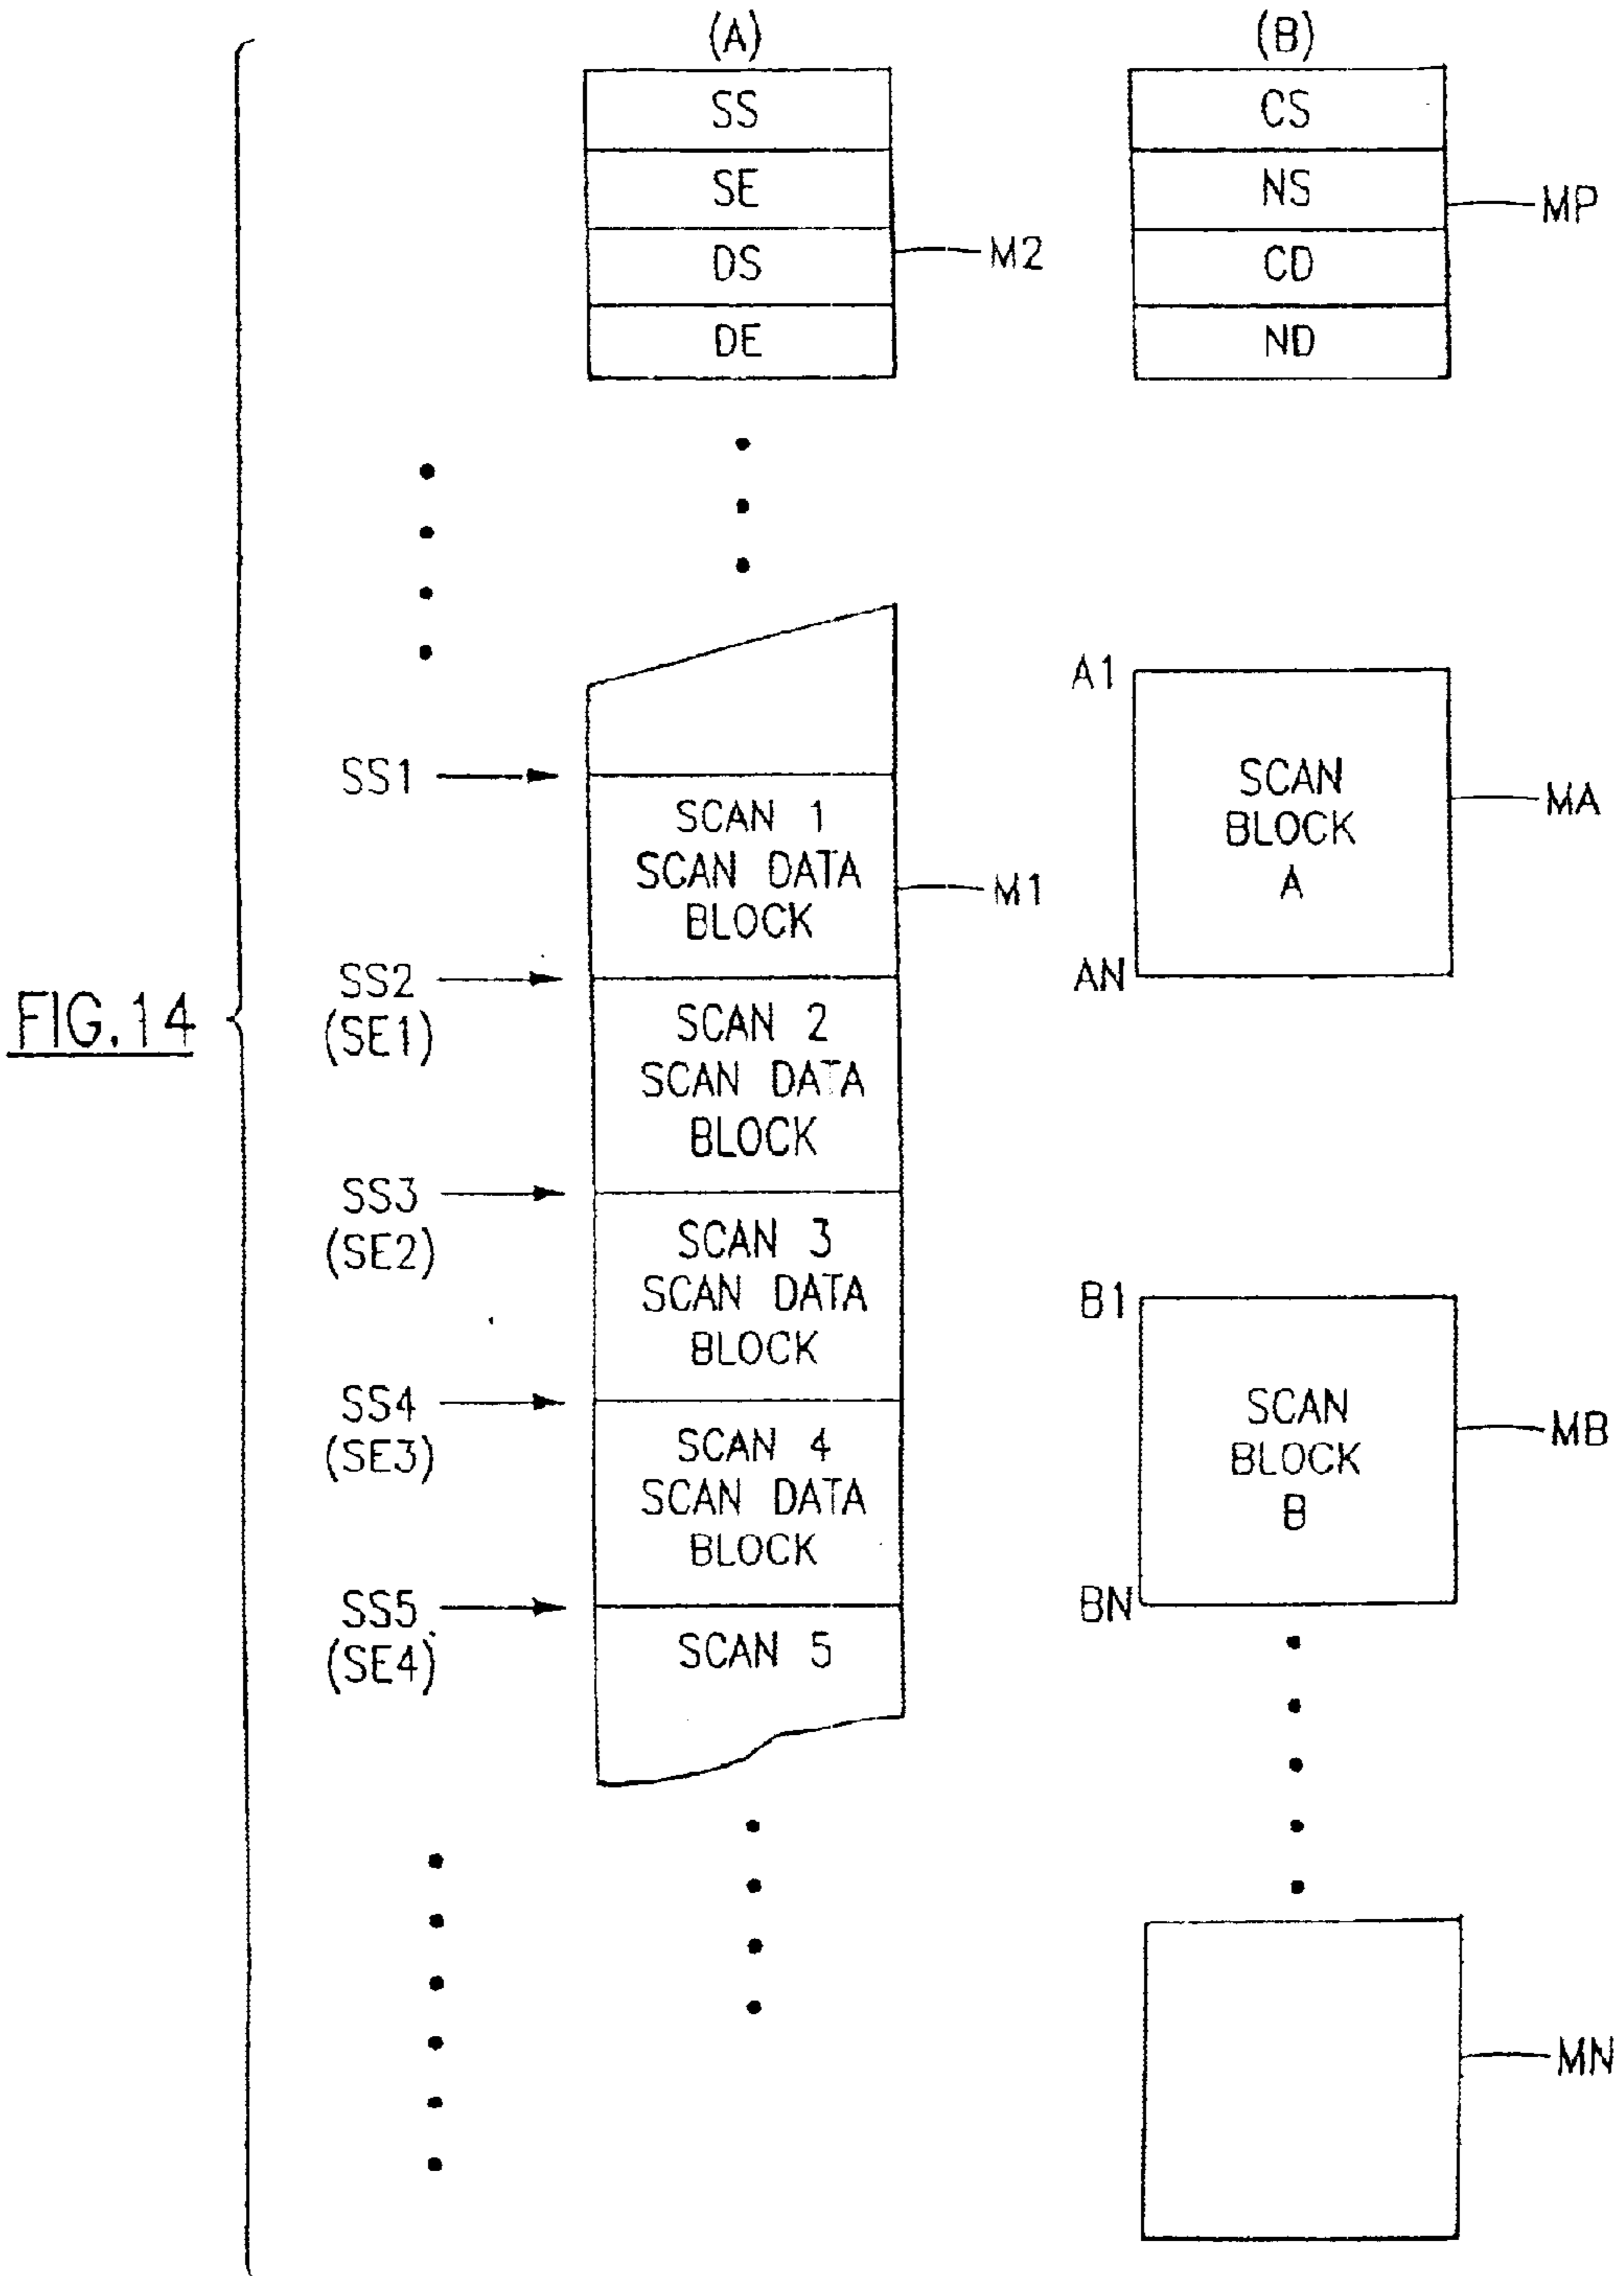 (A)
SS
SE
DS
DE
M2
SS1
SCAN 1
SCAN DATA
BLOCK
M1
SS2
(SE1)
SCAN 2
SCAN DATA
BLOCK
SS3
(SE2)
SCAN 3
SCAN DATA
BLOCK
SS4
(SE3)
SCAN 4
SCAN DATA
BLOCK
SS5
(SE4)
SCAN 5
(B)
CS
NS
CD
ND
MP
A1
SCAN
BLOCK
A
MA
AN
B1
SCAN
BLOCK
B
MB
BN
MN
FIG.14